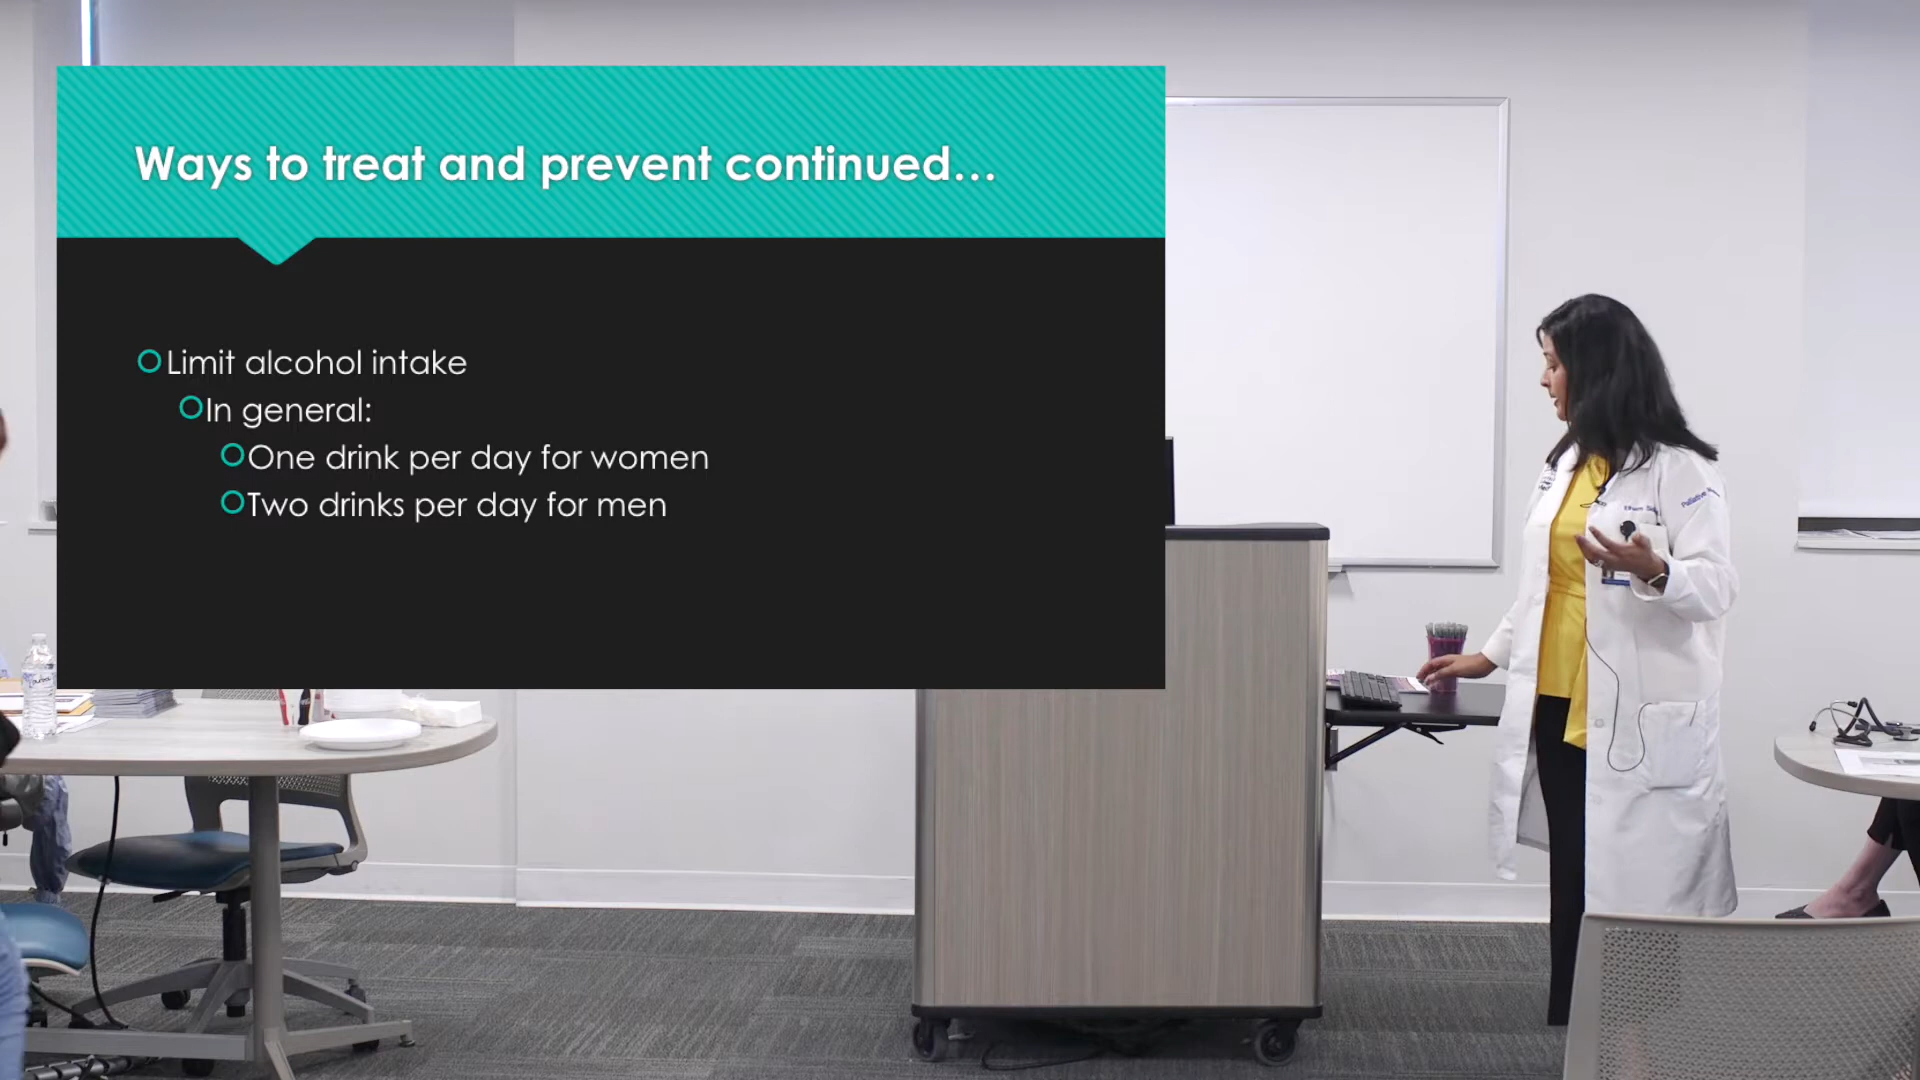 Ways to treat and prevent continued...
Limit alcohol intake
In general:
One drink per day for women
Two drinks per day for men